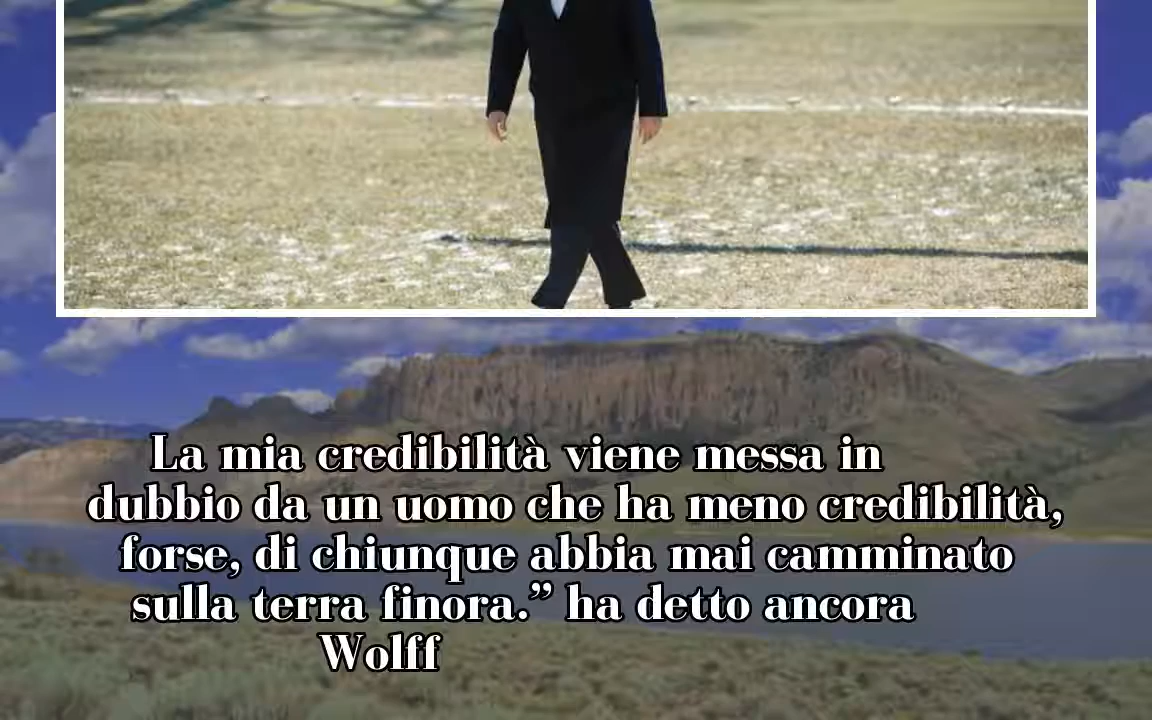 La mia credibilità viene messa in
dubbio da un uomo che ha meno credibilità,
forse, di chiunque abbia mai camminato
sulla terra finora.” ha detto ancora
Wolff